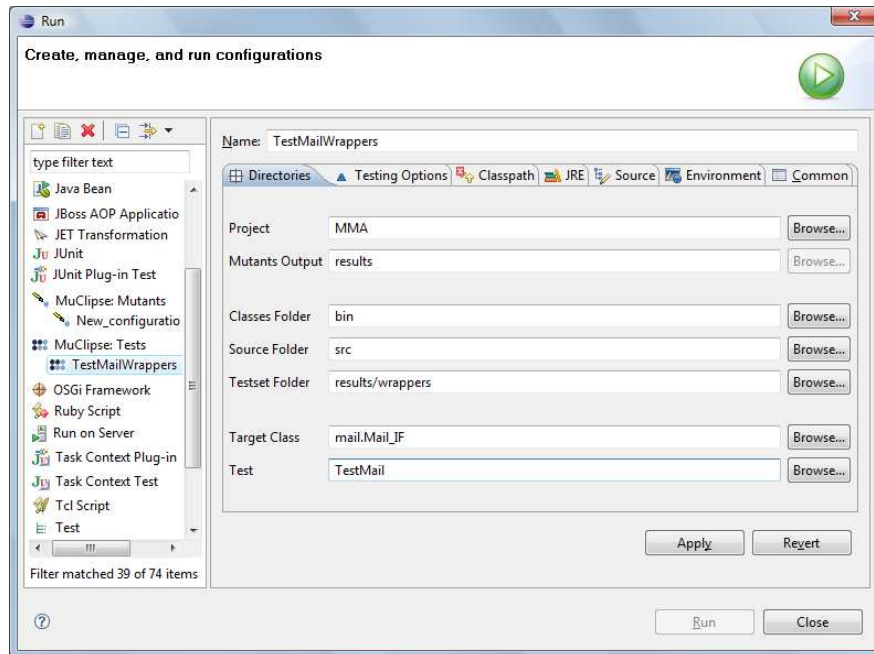 Run
Create, manage, and run configurations
type filter text
Java Bean
JBoss AOP Applicatio
JET Transformation
JUnit
JUnit Plug-in Test
MuClipse: Mutants
New_configuratio
MuClipse: Tests
TestMailWrappers
OSGi Framework
Ruby Script
Run on Server
Task Context Plug-in
Task Context Test
Tcl Script
Test
Filter matched 39 of 74 items
Name: TestMailWrappers
Directories Testing Options Classpath JRE Source Environment Common
Project MMA Browse...
Mutants Output results Browse...
Classes Folder bin Browse...
Source Folder src Browse...
Testset Folder results/wrappers Browse...
Target Class mail.Mail_IF Browse...
Test TestMail Browse...
Apply Revert
Run Close